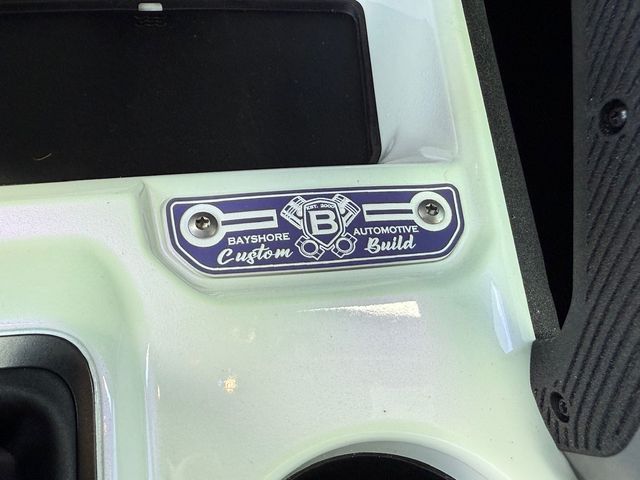 EST. 2000
B
BAYSHORE AUTOMOTIVE
Custom Build